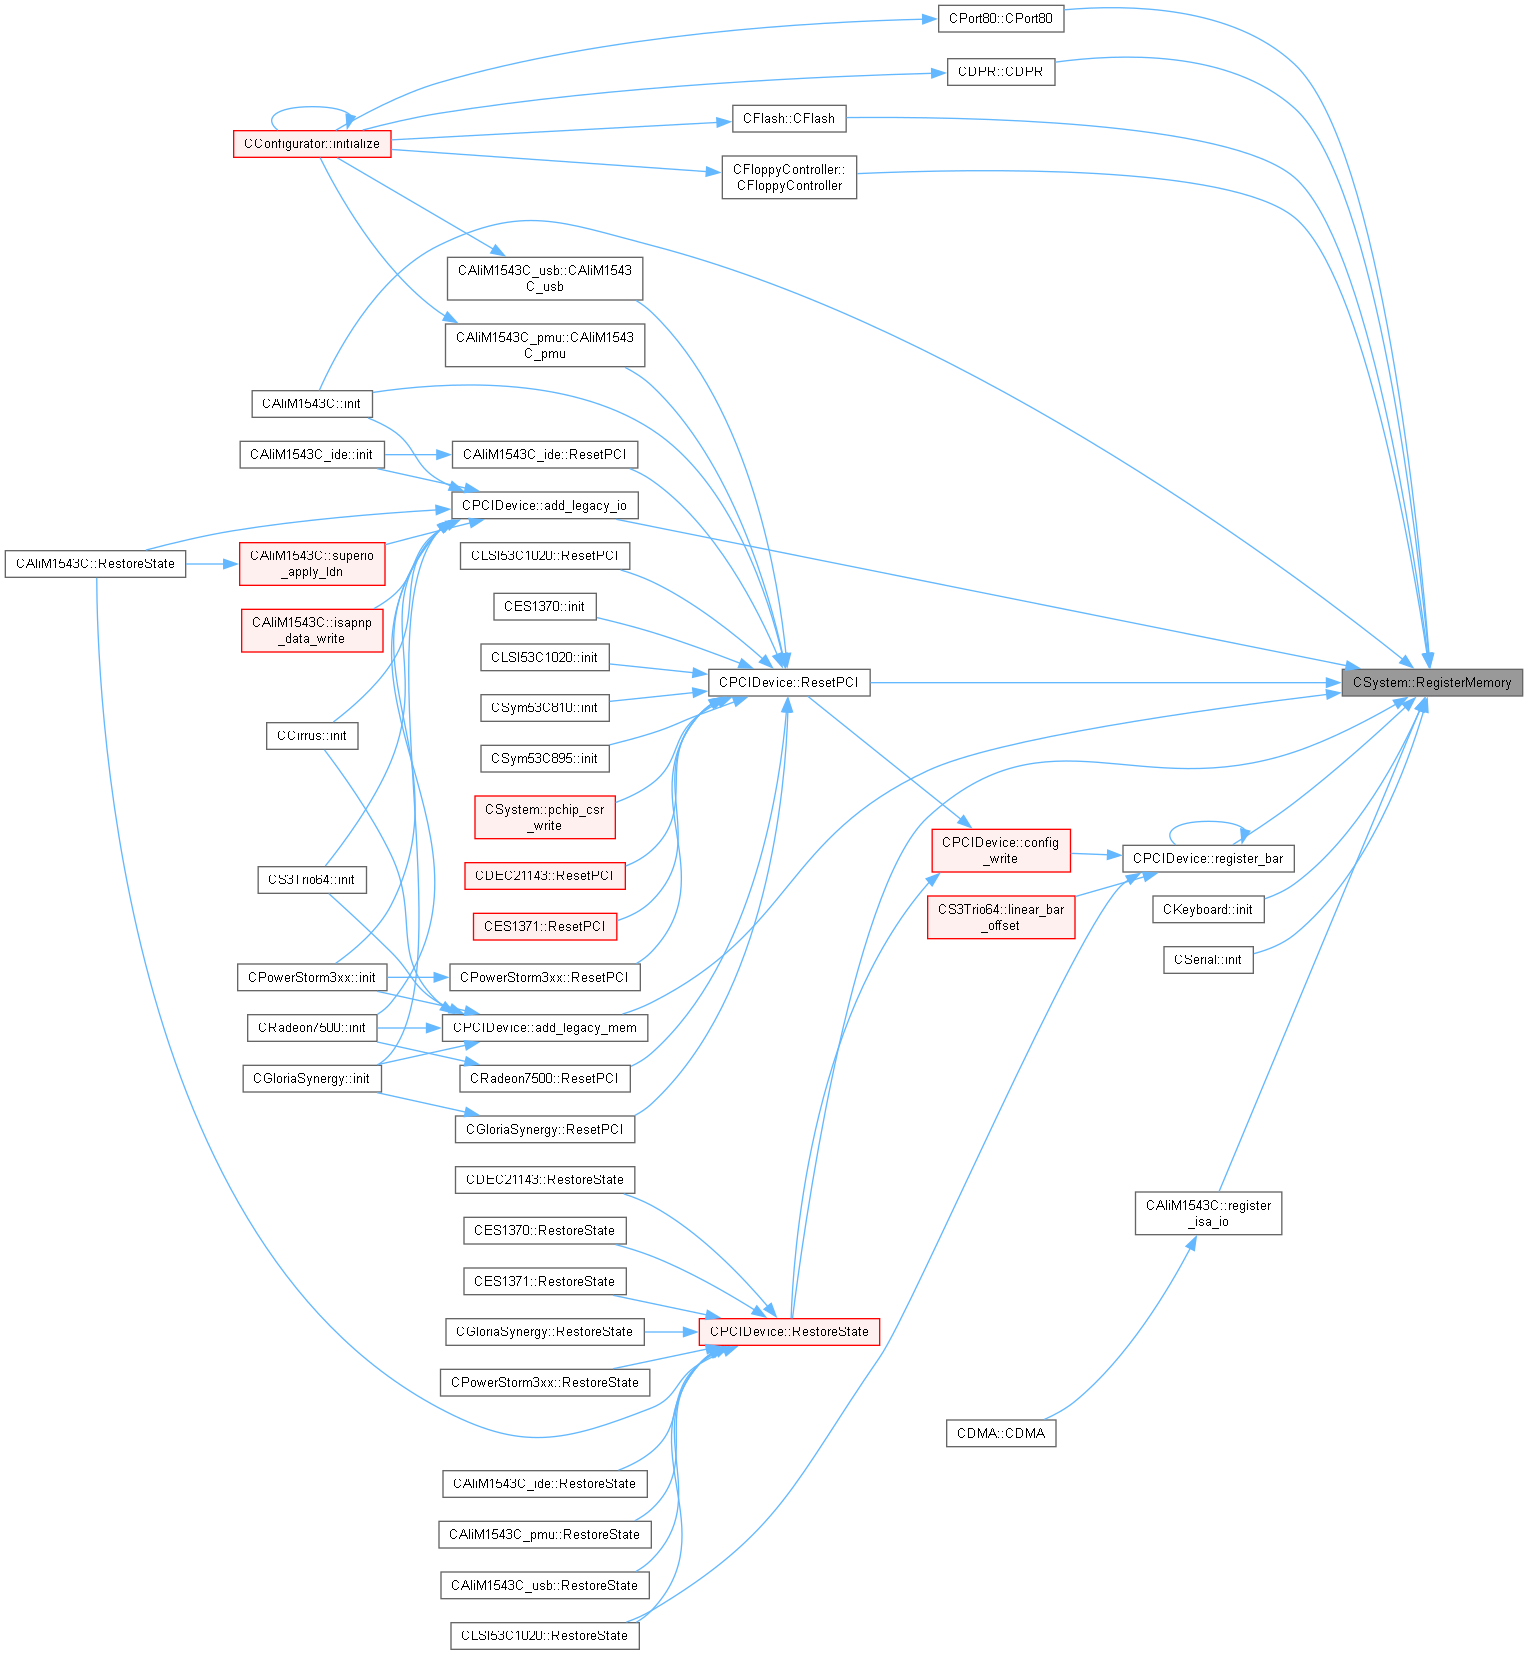 CPort80::CPort80
CDPR::CDPR
CFlash::CFlash
CConfigurator::initialize
CFloppyController::
CFloppyController
CAliM1543C_usb::CAliM1543
C_usb
CAliM1543C_pmu::CAliM1543
C_pmu
CAliM1543C::init
CAliM1543C_ide::init
CAliM1543C_ide::ResetPCI
CPCIDevice::add_legacy_io
CAliM1543C::RestoreState
CAliM1543C::superio
_apply_ldn
CLSI53C1020::ResetPCI
CES1370::init
CAliM1543C::isapnp
_data_write
CLSI53C1020::init
CPCIDevice::ResetPCI
CSystem::RegisterMemory
CSym53C810::init
CCirrus::init
CSym53C895::init
CSystem::pchip_csr
_write
CPCIDevice::config
_write
CPCIDevice::register_bar
CS3Trio64::init
CDEC21143::ResetPCI
CS3Trio64::linear_bar
_offset
CKeyboard::init
CES1371::ResetPCI
CSerial::init
CPowerStorm3xx::init
CPowerStorm3xx::ResetPCI
CRadeon7500::init
CPCIDevice::add_legacy_mem
CGloriaSynergy::init
CRadeon7500::ResetPCI
CGloriaSynergy::ResetPCI
CDEC21143::RestoreState
CAliM1543C::register
_isa_io
CES1370::RestoreState
CES1371::RestoreState
CGloriaSynergy::RestoreState
CPCIDevice::RestoreState
CPowerStorm3xx::RestoreState
CDMA::CDMA
CAliM1543C_ide::RestoreState
CAliM1543C_pmu::RestoreState
CAliM1543C_usb::RestoreState
CLSI53C1020::RestoreState